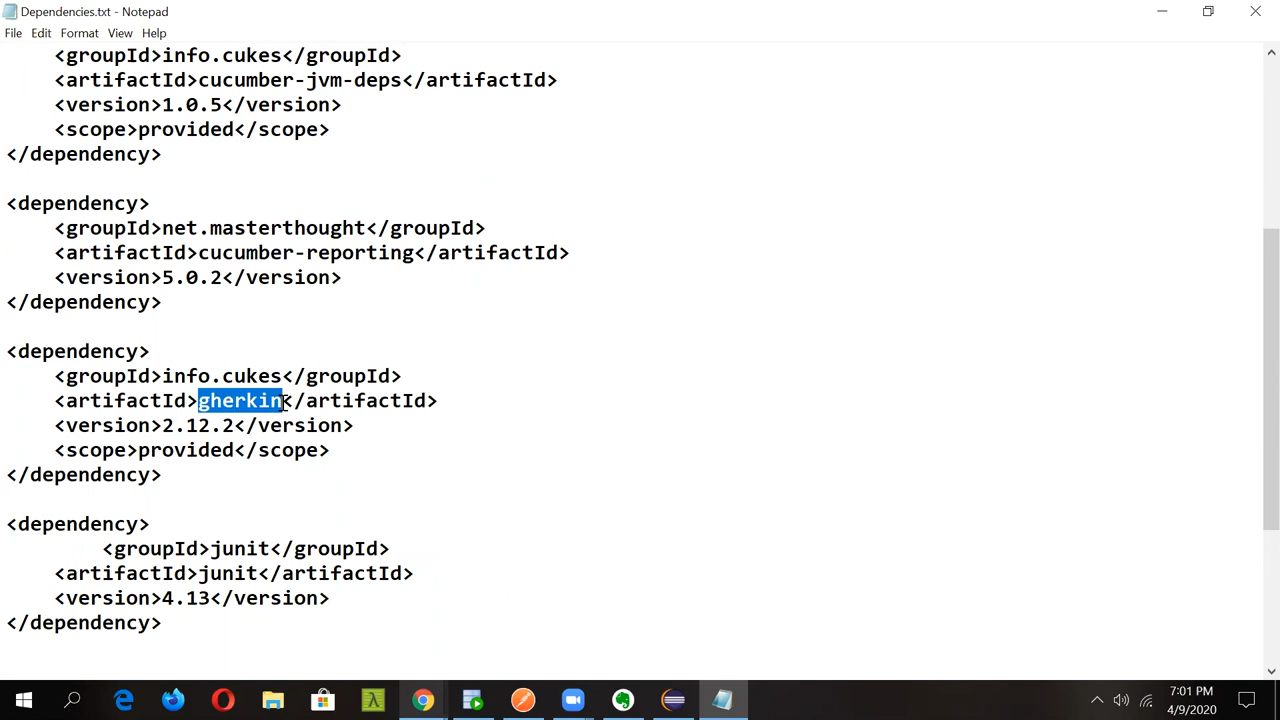 Dependencies.txt - Notepad
File Edit Format View Help
<groupId>info.cukes</groupId>
<artifactId>cucumber-jvm-deps</artifactId>
<version>1.0.5</version>
<scope>provided</scope>
</dependency>
<dependency>
<groupId>net.masterthought</groupId>
<artifactId>cucumber-reporting</artifactId>
<version>5.0.2</version>
</dependency>
<dependency>
<groupId>info.cukes</groupId>
<artifactId>gherkin</artifactId>
<version>2.12.2</version>
<scope>provided</scope>
</dependency>
<dependency>
<groupId>junit</groupId>
<artifactId>junit</artifactId>
<version>4.13</version>
</dependency>
7:01 PM
4/9/2020